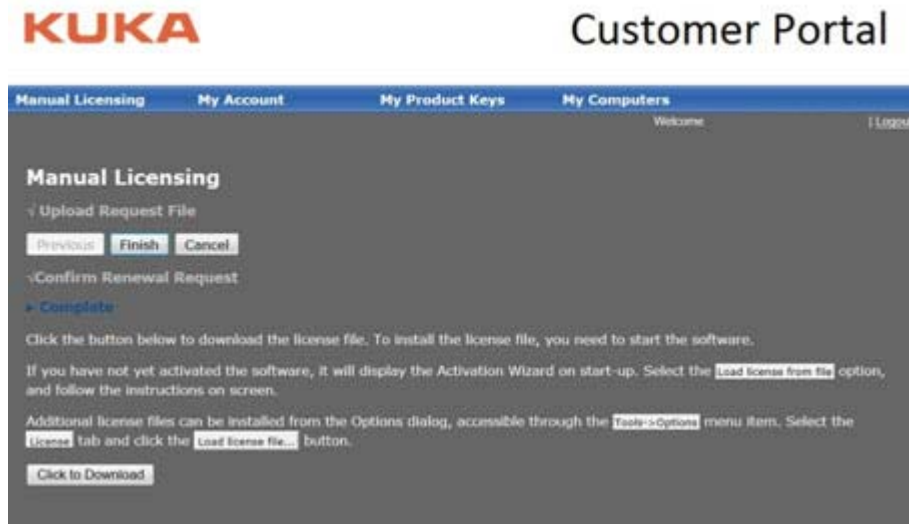 KUKA
Customer Portal
Manual Licensing My Account My Product Keys My Computers
Welcome | Logou
Manual Licensing
√ Upload Request File
Previous Finish Cancel
√Confirm Renewal Request
▸ Complete
Click the button below to download the license file. To install the license file, you need to start the software.
If you have not yet activated the software, it will display the Activation Wizard on start-up. Select the Load license from file option,
and follow the instructions on screen.
Additional license files can be installed from the Options dialog, accessible through the Tools->Options menu item. Select the
License tab and click the Load license file... button.
Click to Download